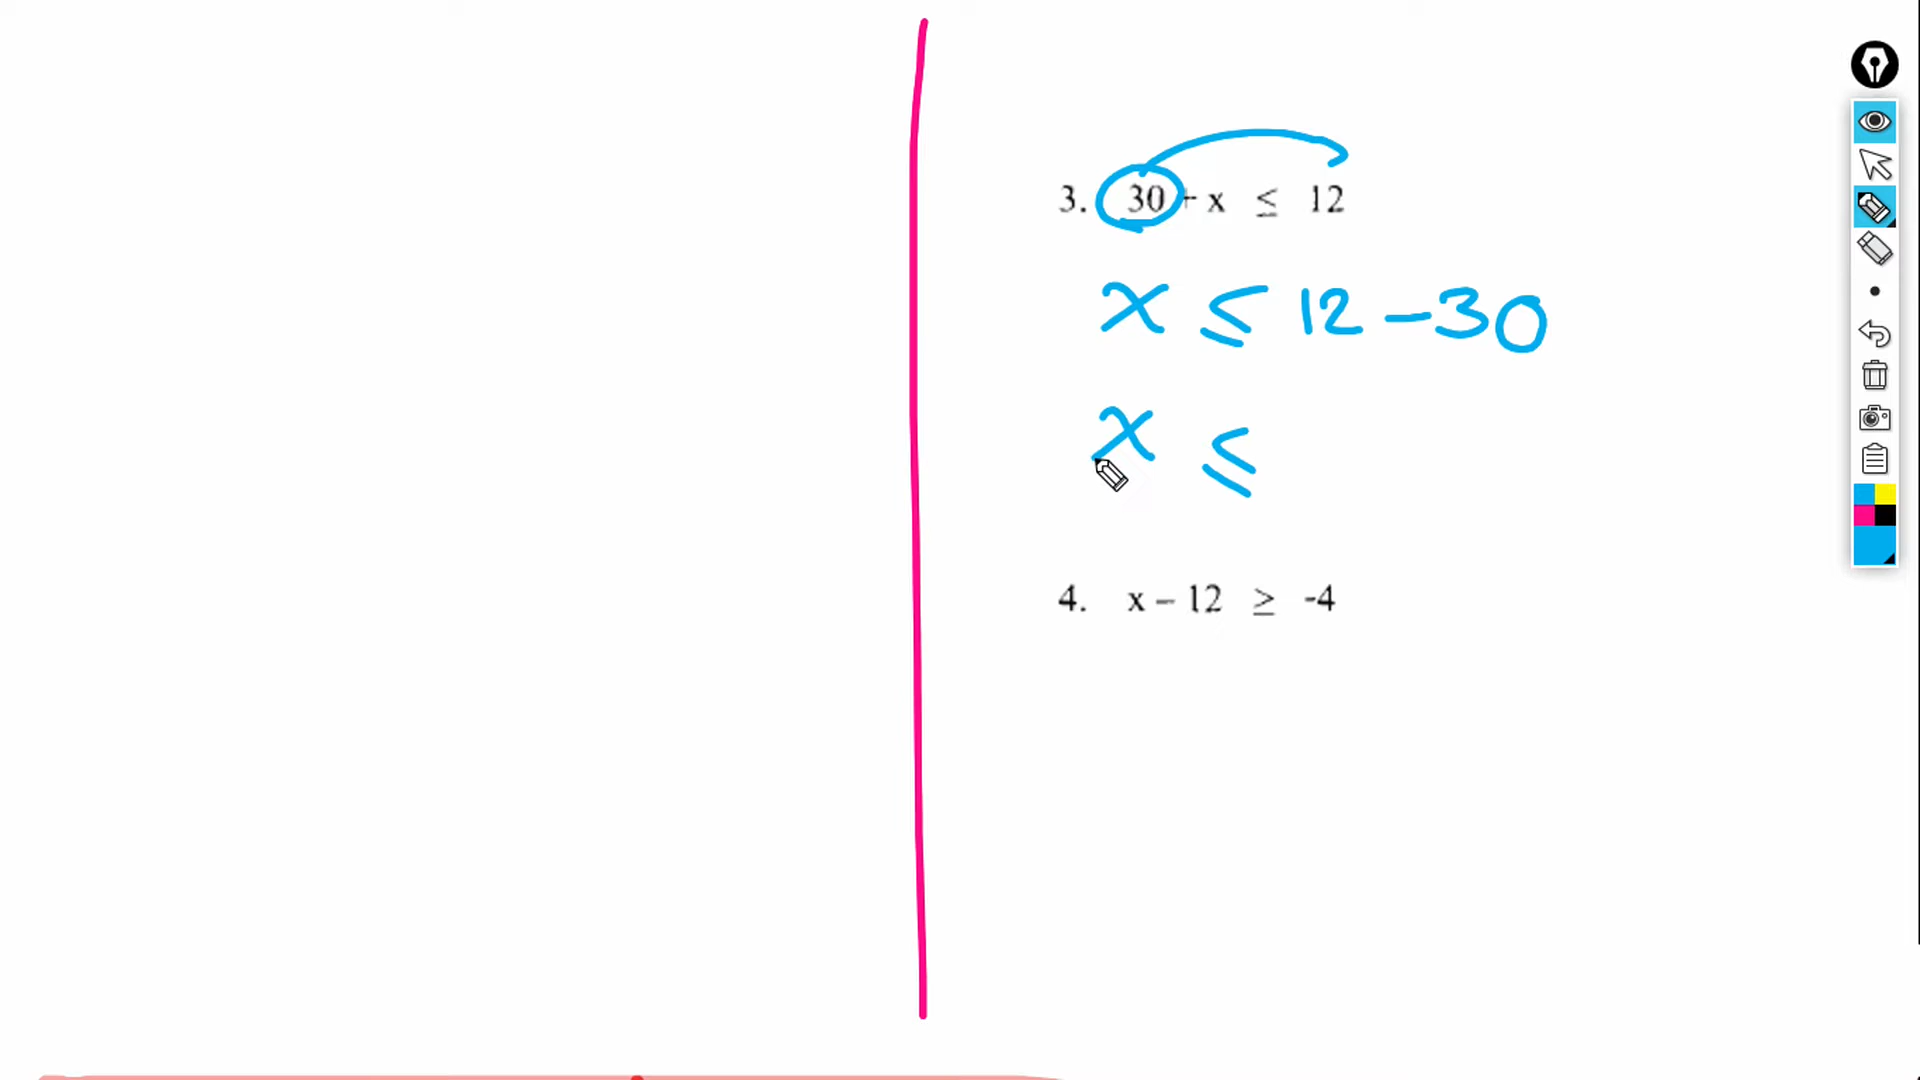 3. 30 + x ≤ 12
x ≤ 12 - 30
x ≤
4. x – 12 ≥ -4